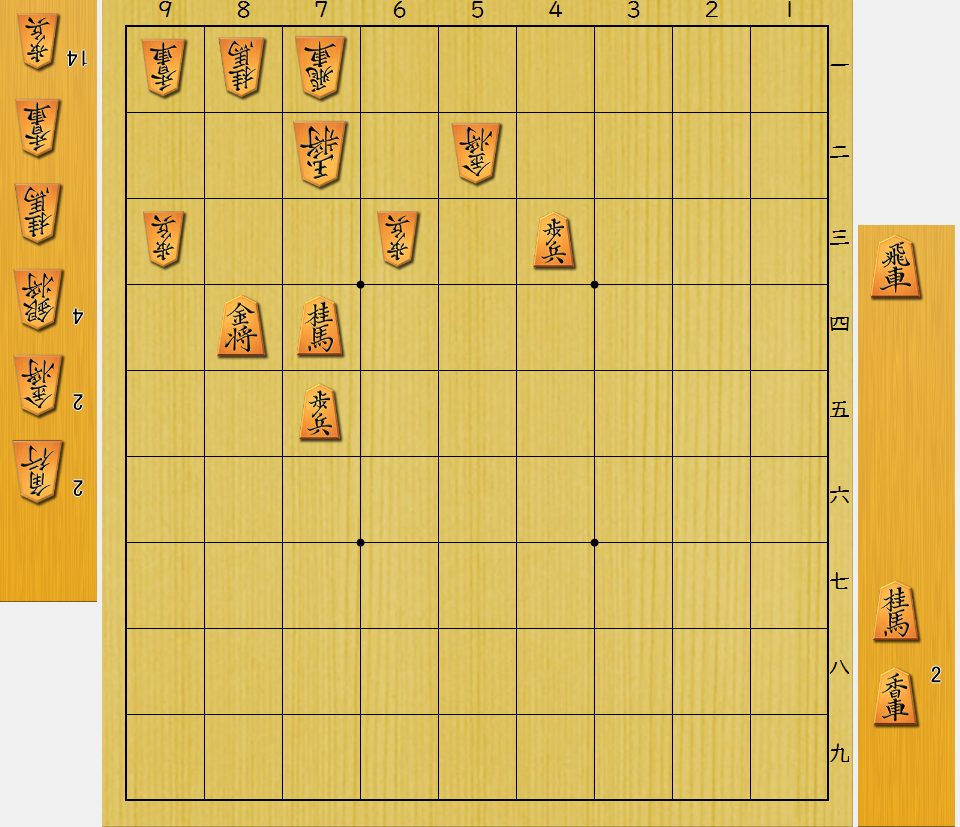 9 8 7 6 5 4 3 2 1
香車 桂馬 飛車 一
玉将 金将 二
歩兵 歩兵 歩兵 三
金将 桂馬 四
歩兵 五
六
七
八
九
歩兵 14
香車
桂馬
銀将 4
金将 2
角行 2
飛車
桂馬
香車 2